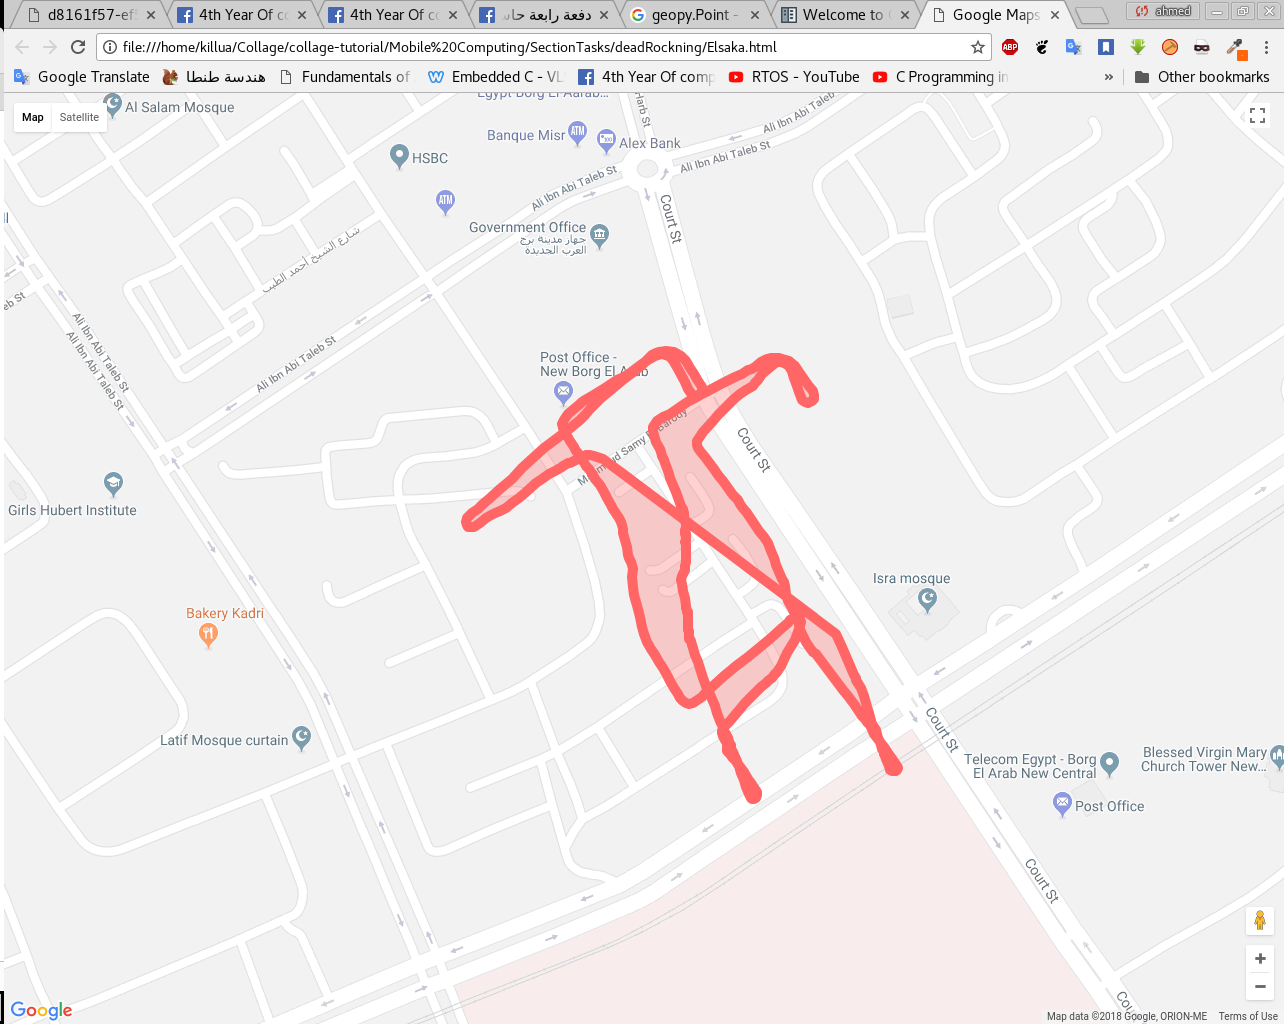 d8161f57-ef
4th Year Of c
4th Year Of c
دفعة رابعة حاس
geopy.Point -
Welcome to
Google Maps
ahmed
file:///home/killua/Collage/collage-tutorial/Mobile%20Computing/SectionTasks/deadRockning/Elsaka.html
ABP
Google Translate
هندسة طنطا
Fundamentals of
Embedded C - VL
4th Year Of comp
RTOS - YouTube
C Programming in
»
Other bookmarks
Map
Satellite
Al Salam Mosque
Egypt Borg El-Aarab...
Harb St
Banque Misr
ATM
Alex Bank
Ali Ibn Abi Taleb St
Ali Ibn Abi Taleb St
HSBC
ATM
Ali Ibn Abi Taleb St
Court St
Government Office
جهاز مدينة برج
العرب الجديدة
شارع الشيخ أحمد الطيب
eb St
Ali Ibn Abi Taleb St
Ali Ibn Abi Taleb St
Ali Ibn Abi Taleb St
Post Office -
New Borg El Arab
Court St
Girls Hubert Institute
Isra mosque
Bakery Kadri
Latif Mosque curtain
Court St
Telecom Egypt - Borg
El Arab New Central
Blessed Virgin Mary
Church Tower New...
Post Office
Court St
Cou
Google
Map data ©2018 Google, ORION-ME
Terms of Use